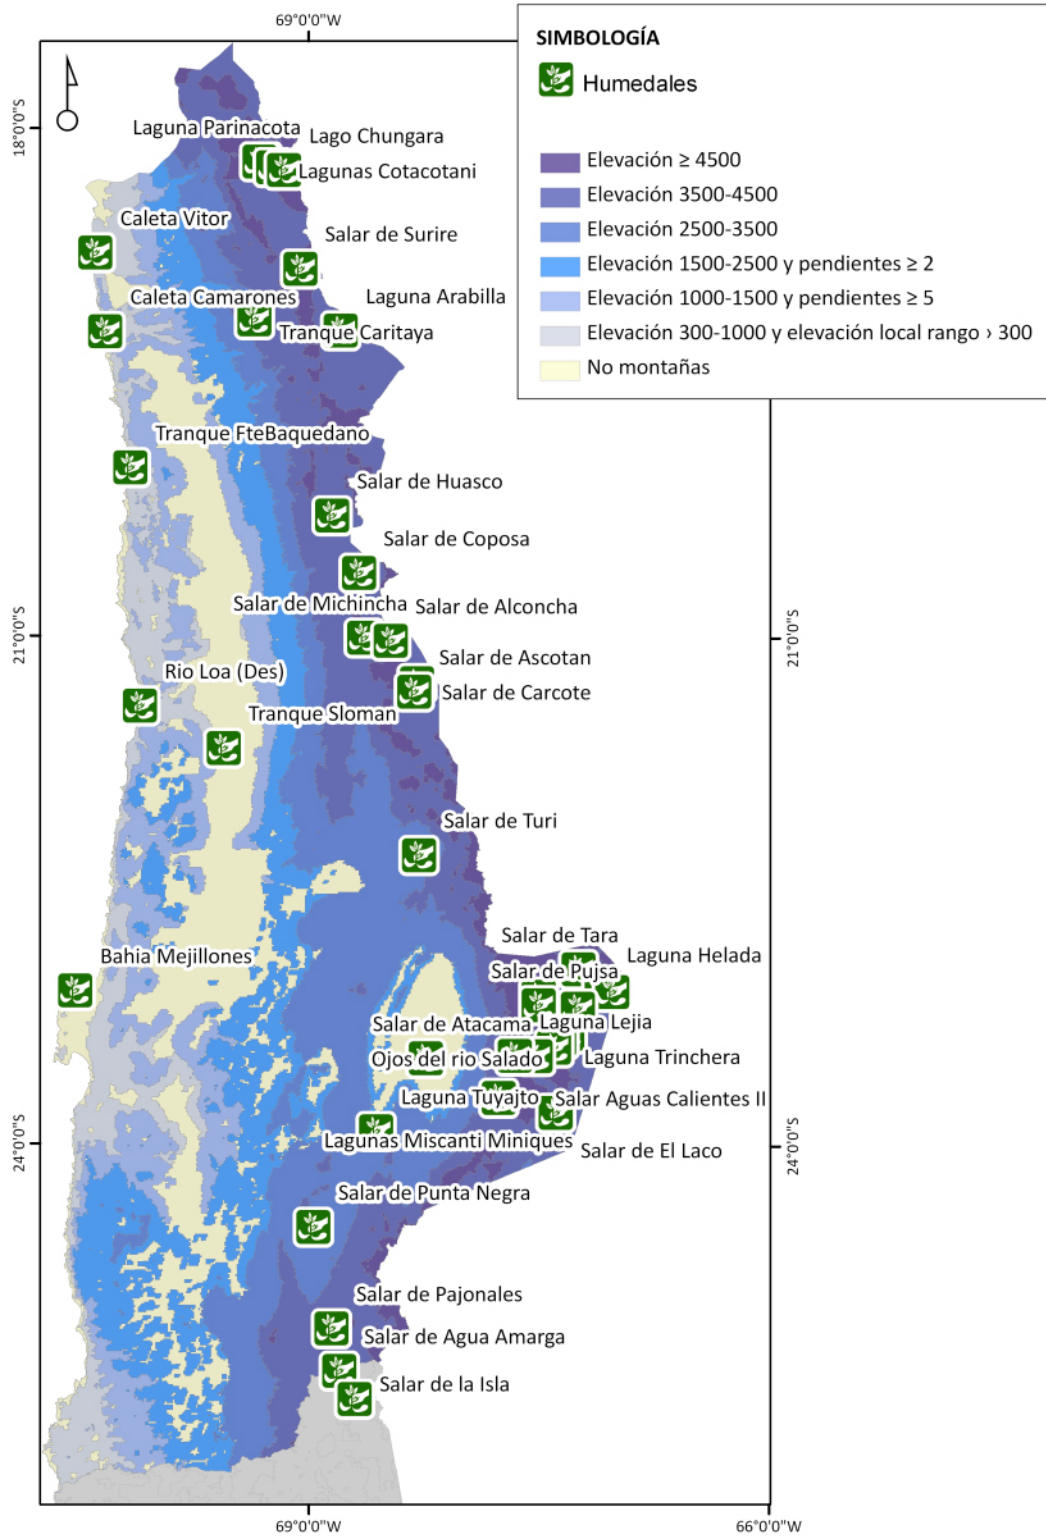 69°0'0"W
SIMBOLOGÍA
Humedales
Elevación ≥ 4500
Elevación 3500-4500
Elevación 2500-3500
Elevación 1500-2500 y pendientes ≥ 2
Elevación 1000-1500 y pendientes ≥ 5
Elevación 300-1000 y elevación local rango › 300
No montañas
18°0'0"S
Laguna Parinacota
Lago Chungara
Lagunas Cotacotani
Caleta Vitor
Salar de Surire
Caleta Camarones
Laguna Arabilla
Tranque Caritaya
Tranque FteBaquedano
Salar de Huasco
Salar de Coposa
Salar de Michincha
Salar de Alconcha
21°0'0"S
21°0'0"S
Salar de Ascotan
Rio Loa (Des)
Salar de Carcote
Tranque Sloman
Salar de Turi
Salar de Tara
Bahia Mejillones
Laguna Helada
Salar de Pujsa
Salar de Atacama
Laguna Lejia
Ojos del rio Salado
Laguna Trinchera
Laguna Tuyajto
Salar Aguas Calientes II
Lagunas Miscanti Miniques
Salar de El Laco
24°0'0"S
24°0'0"S
Salar de Punta Negra
Salar de Pajonales
Salar de Agua Amarga
Salar de la Isla
69°0'0"W
66°0'0"W